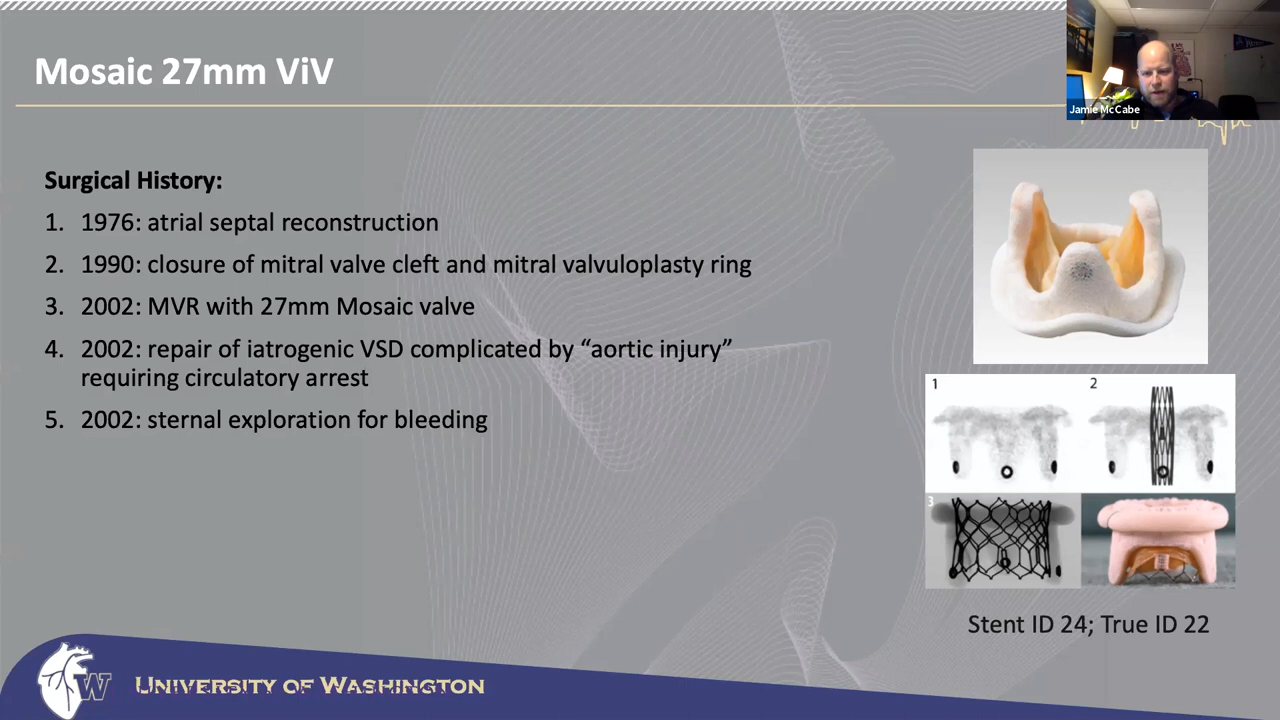 Mosaic 27mm ViV
Jamie McCabe
Surgical History:
1. 1976: atrial septal reconstruction
2. 1990: closure of mitral valve cleft and mitral valvuloplasty ring
3. 2002: MVR with 27mm Mosaic valve
4. 2002: repair of iatrogenic VSD complicated by “aortic injury”
requiring circulatory arrest
5. 2002: sternal exploration for bleeding
1
2
3
Stent ID 24; True ID 22
W
UNIVERSITY OF WASHINGTON